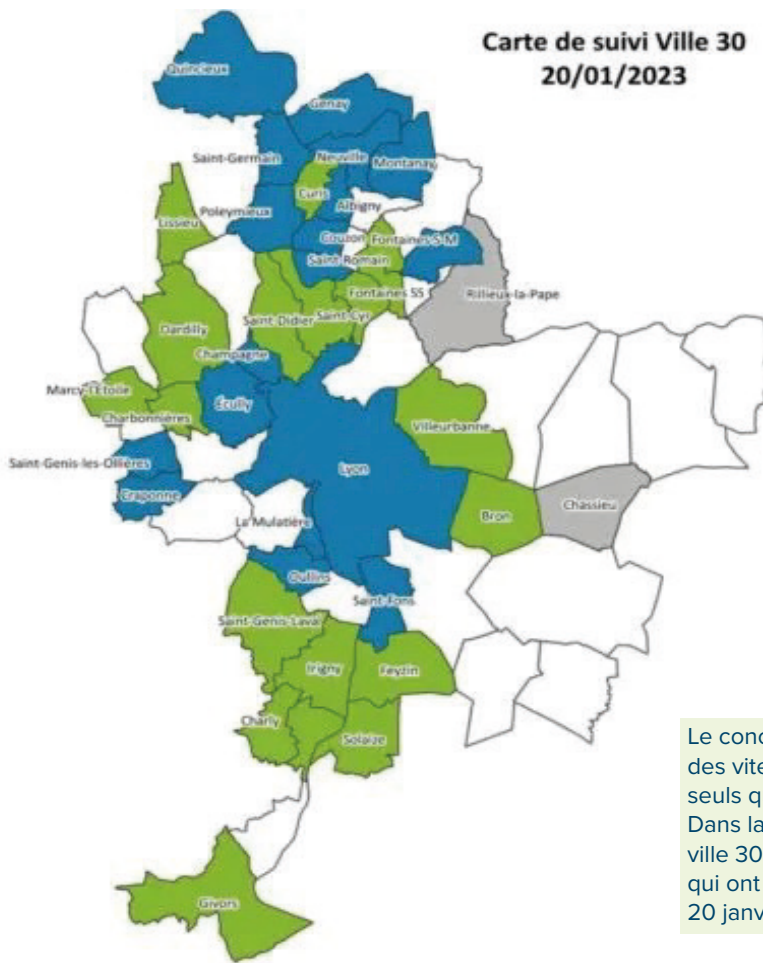 Carte de suivi Ville 30
20/01/2023
Quincieux
Genay
Saint-Germain
Neuville
Montanay
Curis
Albigny
Lissieu
Poleymieux
Couzon
Fontaines S-M
Saint-Romain
Fontaines SS
Rillieux-la-Pape
Dardilly
Saint-Didier
Saint-Cyr
Champagne
Marcy-l'Etoile
Charbonnières
Écully
Villeurbanne
Saint-Genis-les-Ollières
Lyon
Craponne
La Mulatière
Bron
Chassieu
Oullins
Saint-Fons
Saint-Genis-Laval
Irigny
Feyzin
Charly
Solaize
Givors
Le conc
des vite
seuls q
Dans la
ville 30
qui ont
20 janv